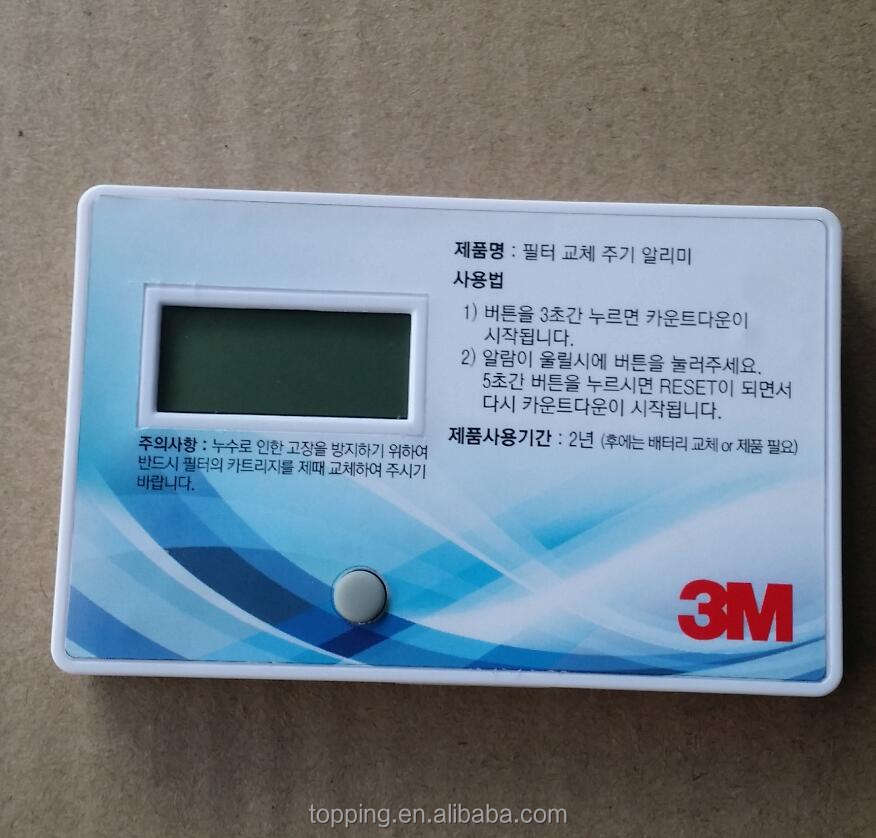 제품명 : 필터 교체 주기 알리미
사용법
1) 버튼을 3초간 누르면 카운트다운이
시작됩니다.
2) 알람이 울릴시에 버튼을 눌러주세요.
5초간 버튼을 누르시면 RESET이 되면서
다시 카운트다운이 시작됩니다.
제품사용기간 : 2년 (후에는 배터리 교체 or 제품 필요)
주의사항 : 누수로 인한 고장을 방지하기 위하여
반드시 필터의 카트리지를 제때 교체하여 주시기
바랍니다.
3M
topping.en.alibaba.com